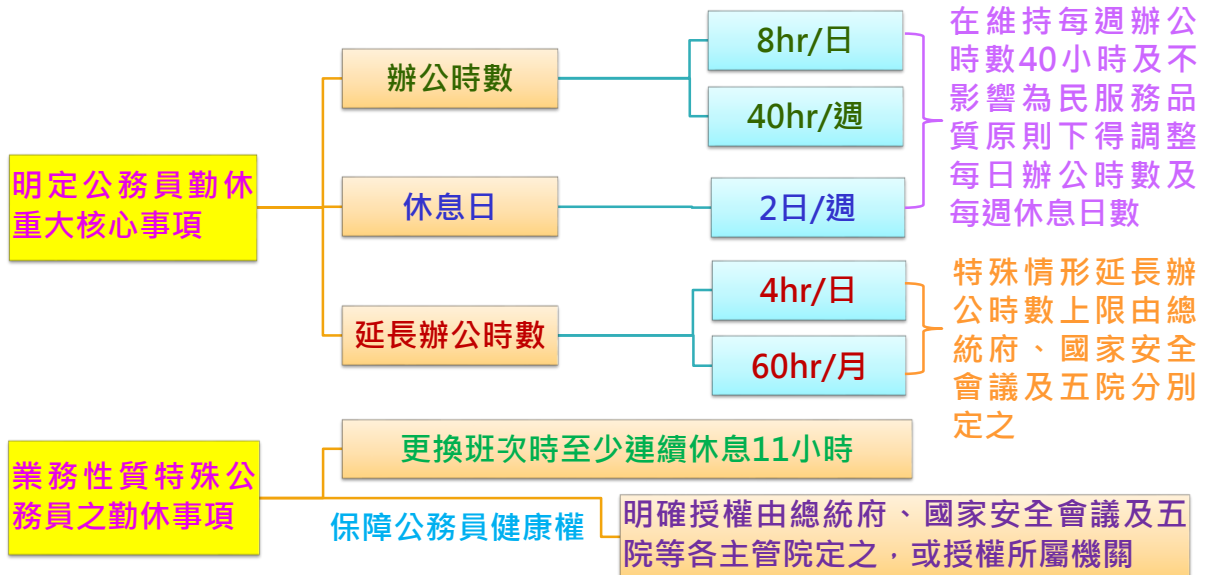 明定公務員勤休
重大核心事項
辦公時數
8hr/日
40hr/週
休息日
2日/週
在維持每週辦公
時數40小時及不
影響為民服務品
質原則下得調整
每日辦公時數及
每週休息日數
延長辦公時數
4hr/日
60hr/月
特殊情形延長辦
公時數上限由總
統府、國家安全
會議及五院分別
定之
業務性質特殊公
務員之勤休事項
更換班次時至少連續休息11小時
保障公務員健康權
明確授權由總統府、國家安全會議及五
院等各主管院定之，或授權所屬機關